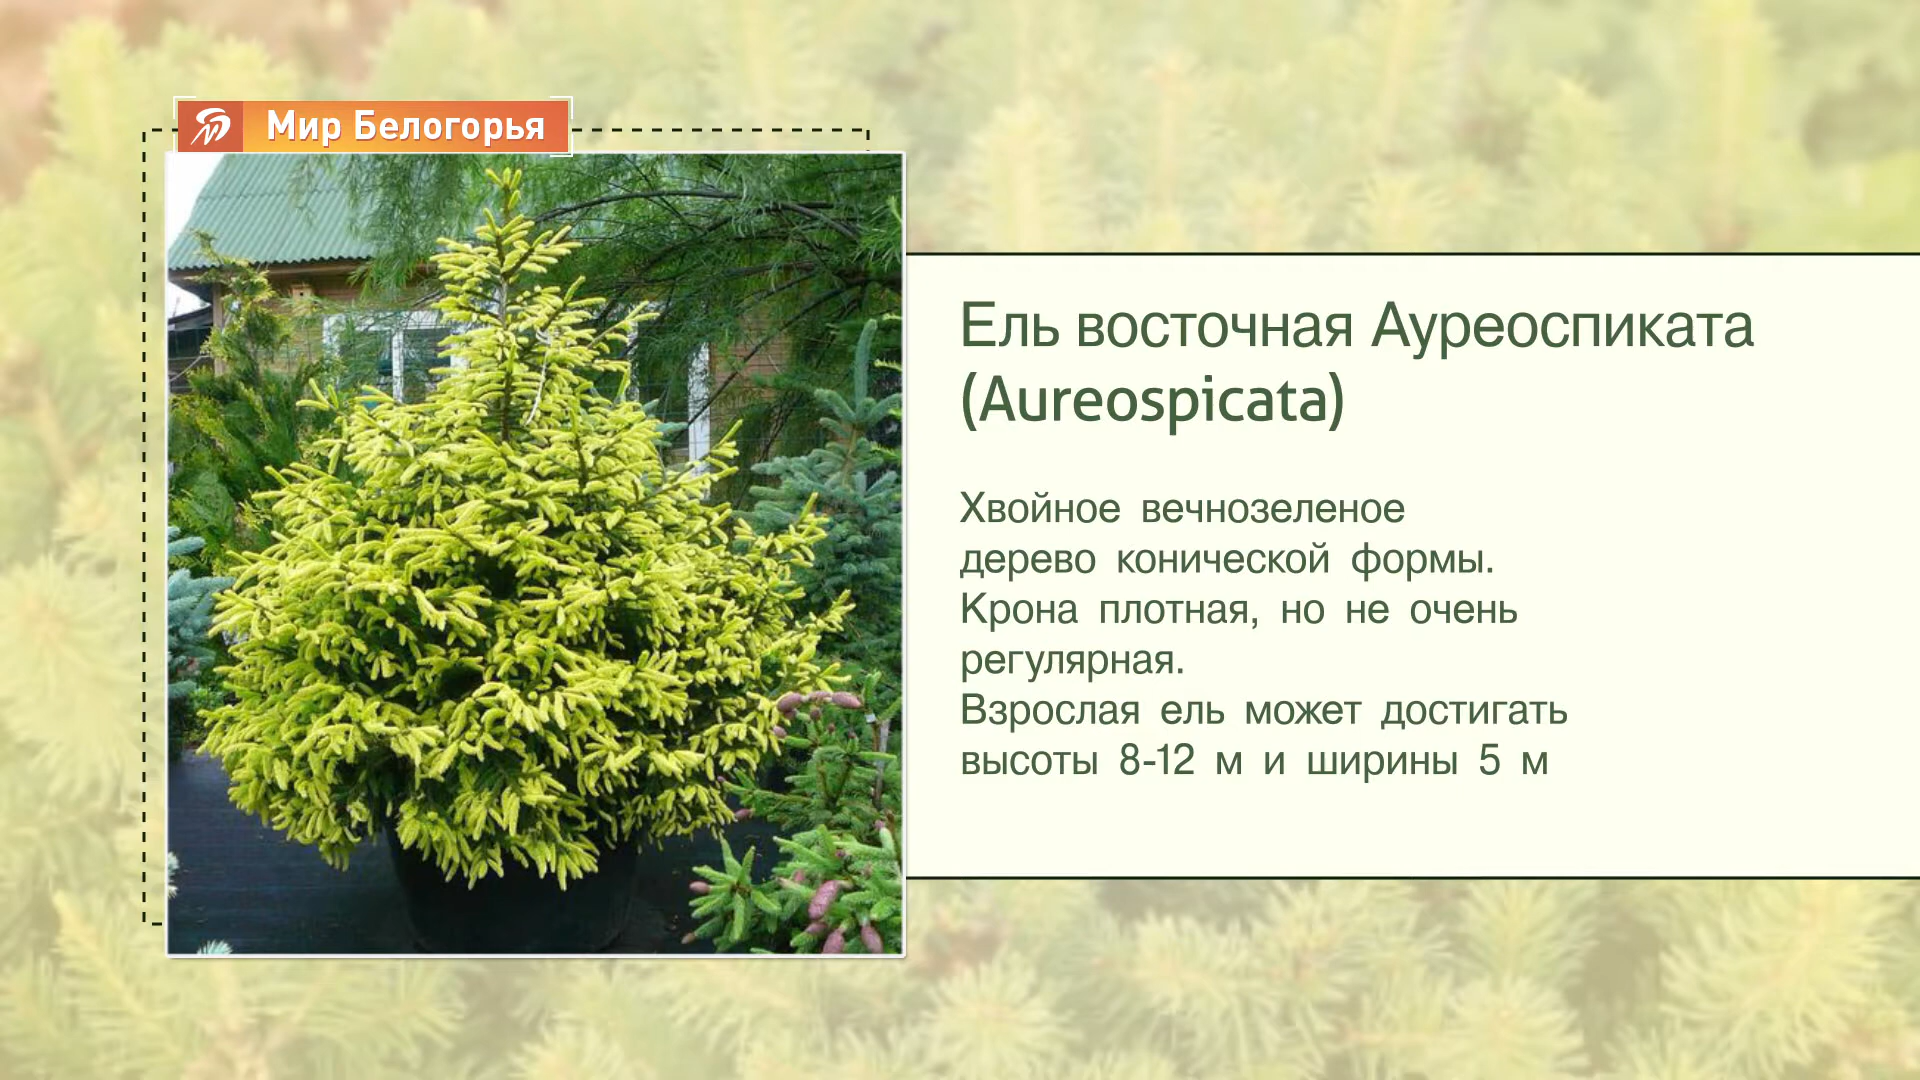 Мир Белогорья
Ель восточная Ауреоспиката
(Aureospicata)
Хвойное вечнозеленое
дерево конической формы.
Крона плотная, но не очень
регулярная.
Взрослая ель может достигать
высоты 8-12 м и ширины 5 м